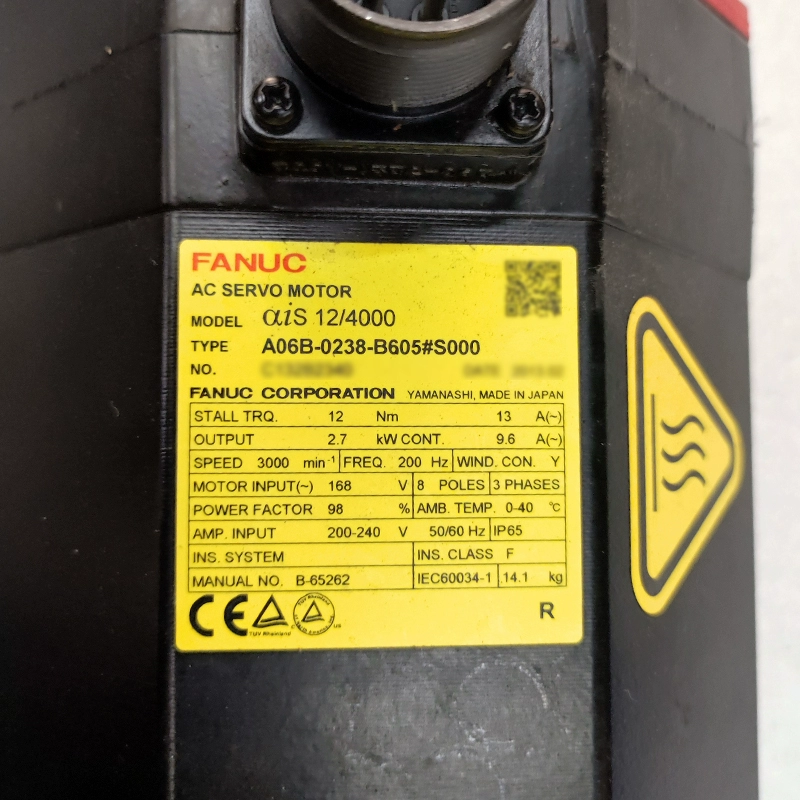 FANUC
AC SERVO MOTOR
MODEL αiS 12/4000
TYPE A06B-0238-B605#S000
NO.
FANUC CORPORATION YAMANASHI, MADE IN JAPAN
STALL TRQ. 12 Nm 13 A(~)
OUTPUT 2.7 kW CONT. 9.6 A(~)
SPEED 3000 min⁻¹ FREQ. 200 Hz WIND. CON. Y
MOTOR INPUT(~) 168 V 8 POLES 3 PHASES
POWER FACTOR 98 % AMB. TEMP. 0-40 ℃
AMP. INPUT 200-240 V 50/60 Hz IP65
INS. SYSTEM INS. CLASS F
MANUAL NO. B-65262 IEC60034-1 14.1 kg
CE
TÜV Rheinland
C US
R